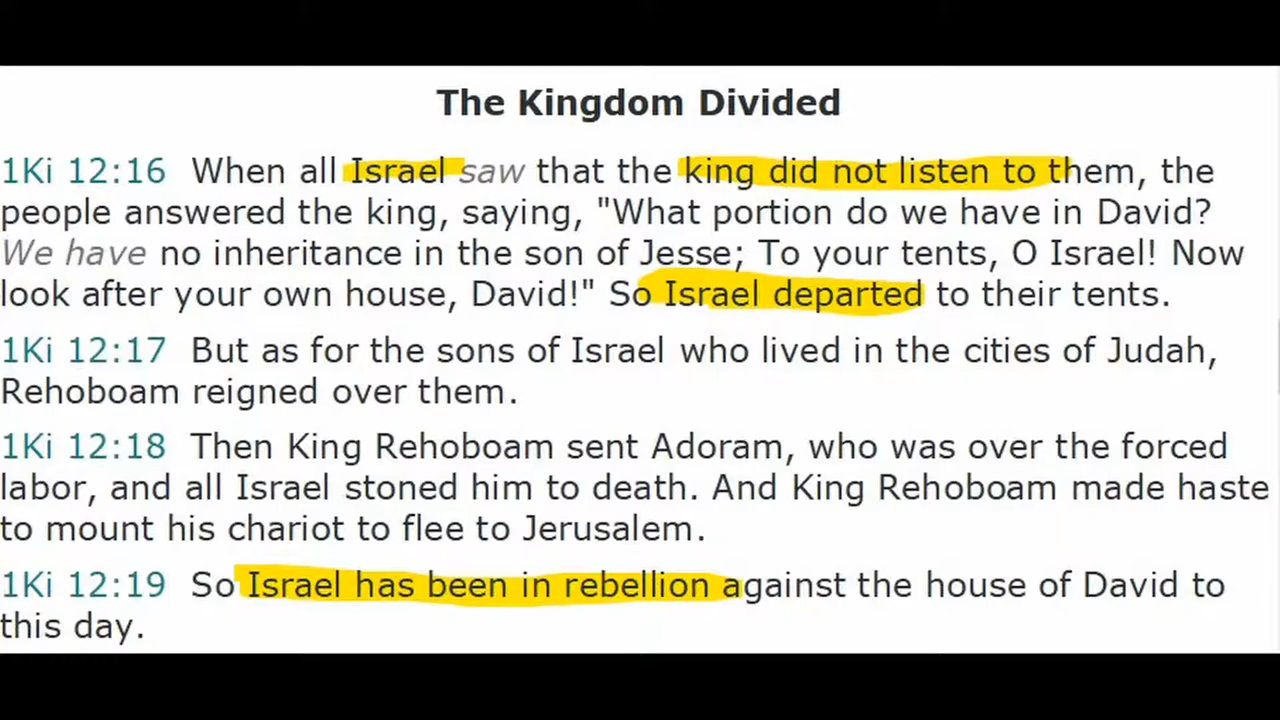 The Kingdom Divided
1Ki 12:16 When all Israel saw that the king did not listen to them, the
people answered the king, saying, "What portion do we have in David?
We have no inheritance in the son of Jesse; To your tents, O Israel! Now
look after your own house, David!" So Israel departed to their tents.
1Ki 12:17 But as for the sons of Israel who lived in the cities of Judah,
Rehoboam reigned over them.
1Ki 12:18 Then King Rehoboam sent Adoram, who was over the forced
labor, and all Israel stoned him to death. And King Rehoboam made haste
to mount his chariot to flee to Jerusalem.
1Ki 12:19 So Israel has been in rebellion against the house of David to
this day.